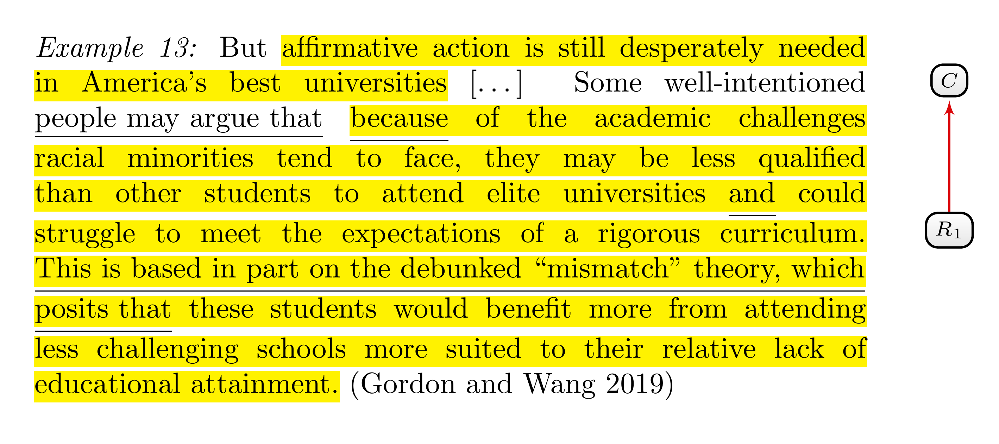 Example 13: But affirmative action is still desperately needed
in America’s best universities [...] Some well-intentioned
people may argue that because of the academic challenges
racial minorities tend to face, they may be less qualified
than other students to attend elite universities and could
struggle to meet the expectations of a rigorous curriculum.
This is based in part on the debunked “mismatch” theory, which
posits that these students would benefit more from attending
less challenging schools more suited to their relative lack of
educational attainment. (Gordon and Wang 2019)
C
R1